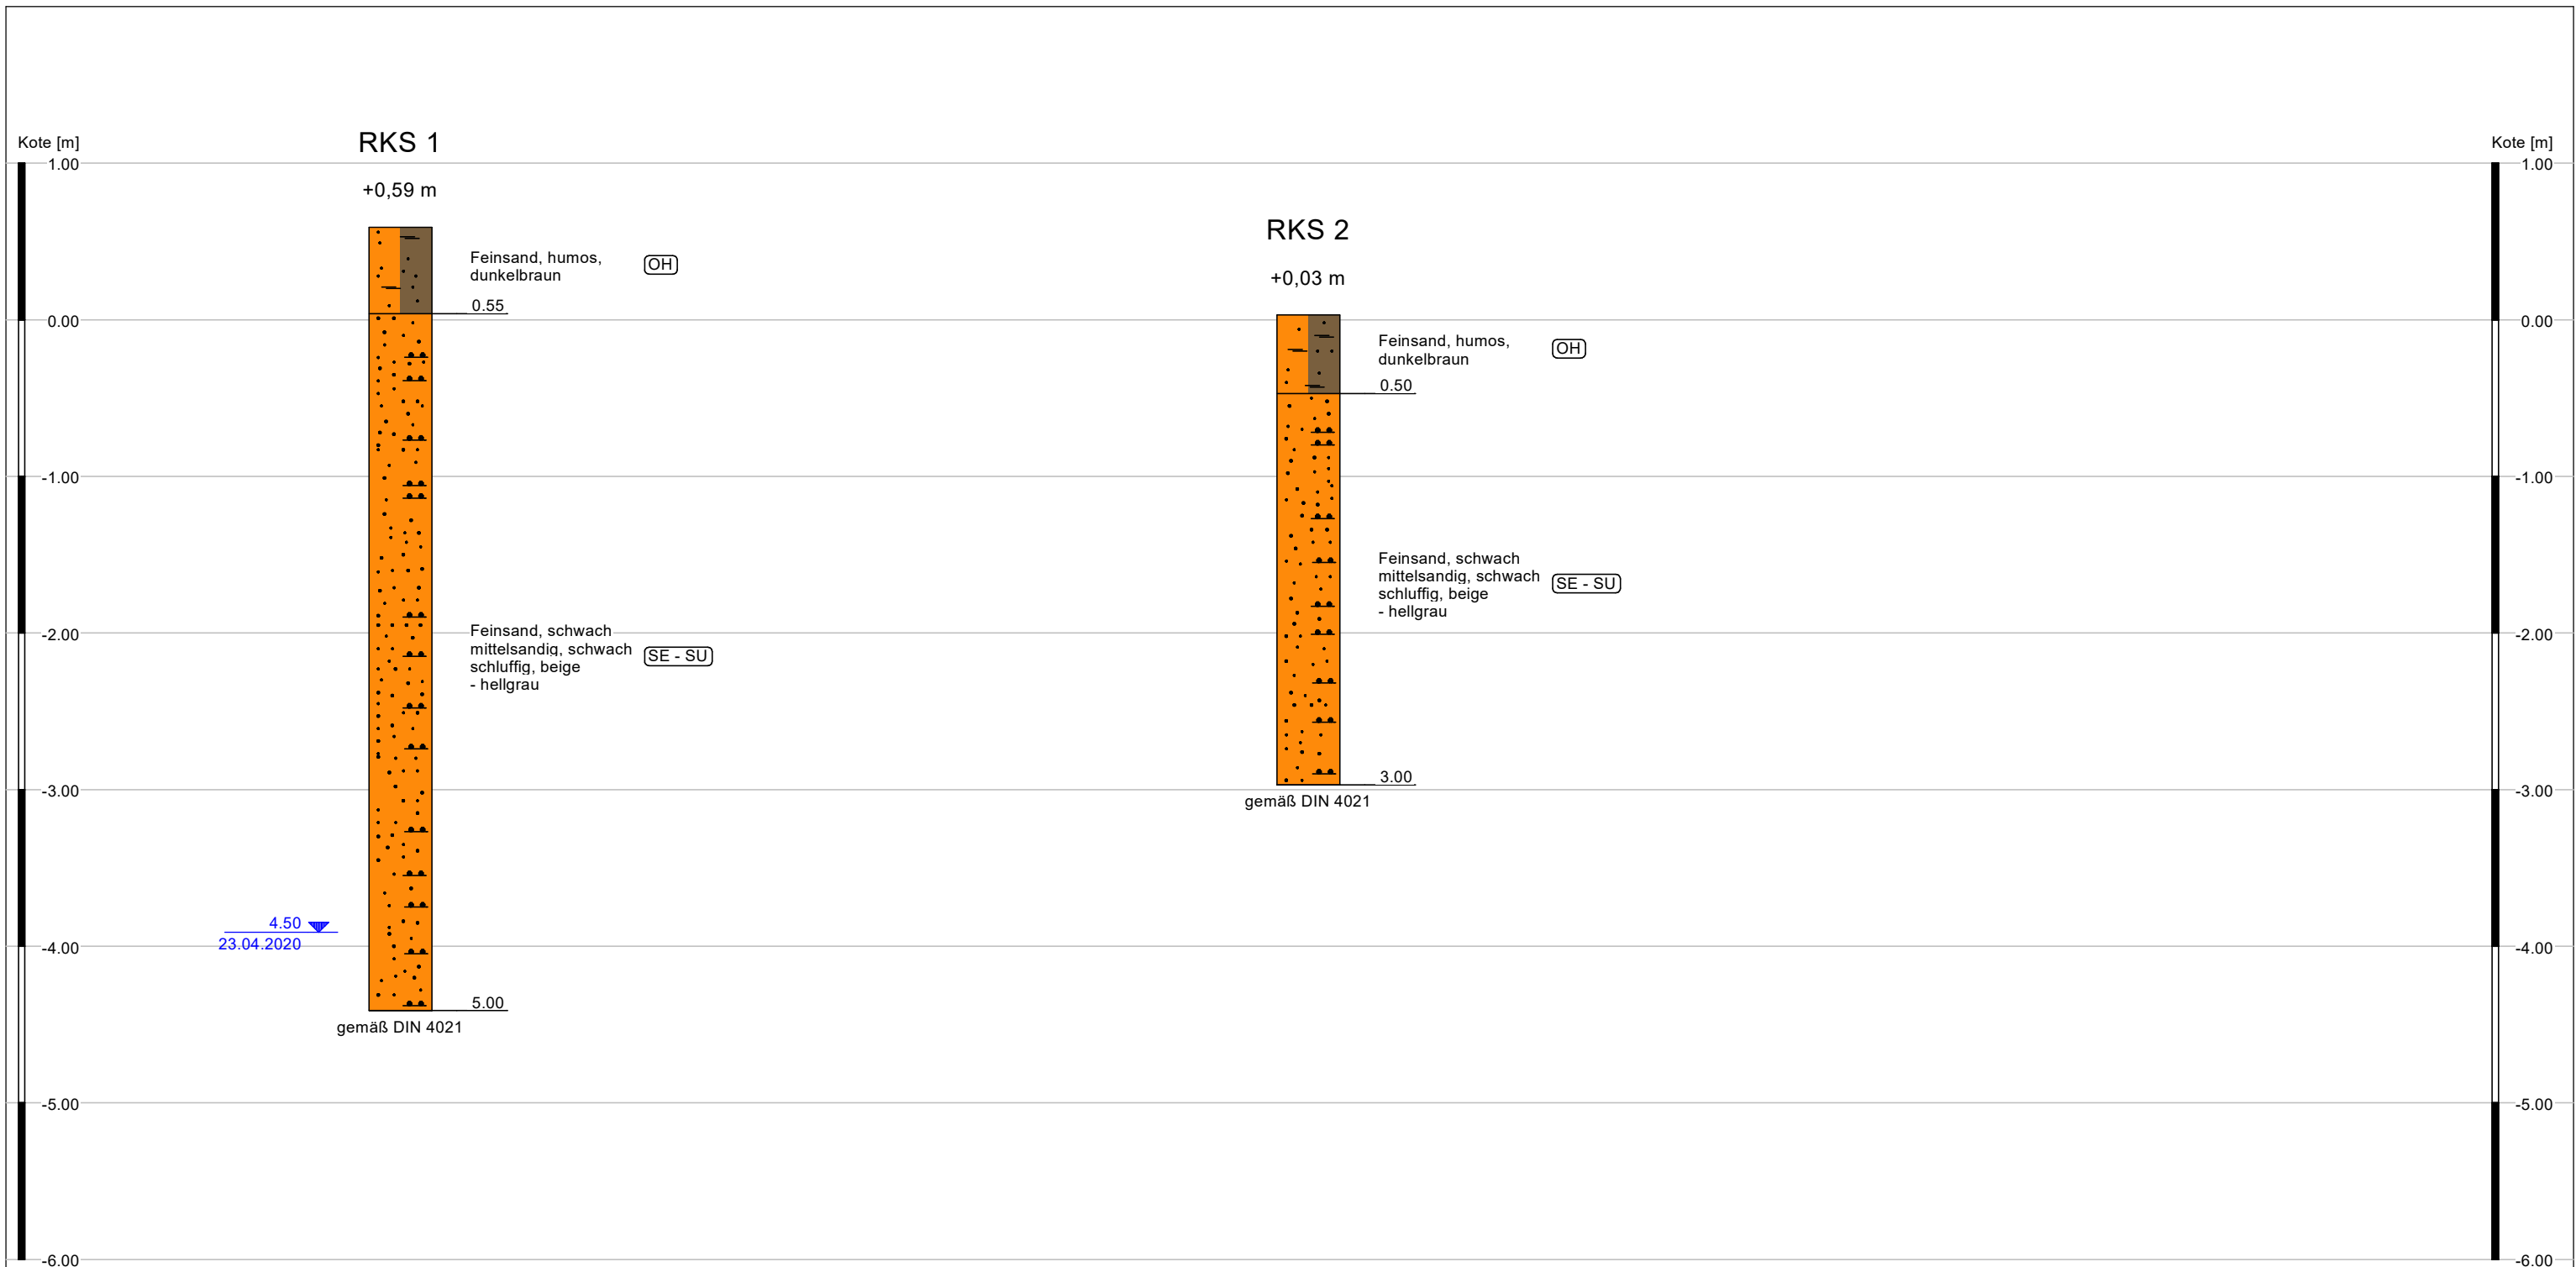 RKS 1
Kote [m]
Kote [m]
1.00
1.00
+0,59 m
RKS 2
Feinsand, humos,
dunkelbraun
OH
+0,03 m
0.55
0.00
0.00
Feinsand, humos,
dunkelbraun
OH
0.50
-1.00
-1.00
Feinsand, schwach
mittelsandig, schwach
schluffig, beige
- hellgrau
SE - SU
-2.00
-2.00
Feinsand, schwach
mittelsandig, schwach
schluffig, beige
- hellgrau
SE - SU
3.00
-3.00
-3.00
gemäß DIN 4021
4.50
23.04.2020
-4.00
-4.00
5.00
gemäß DIN 4021
-5.00
-5.00
-6.00
-6.00